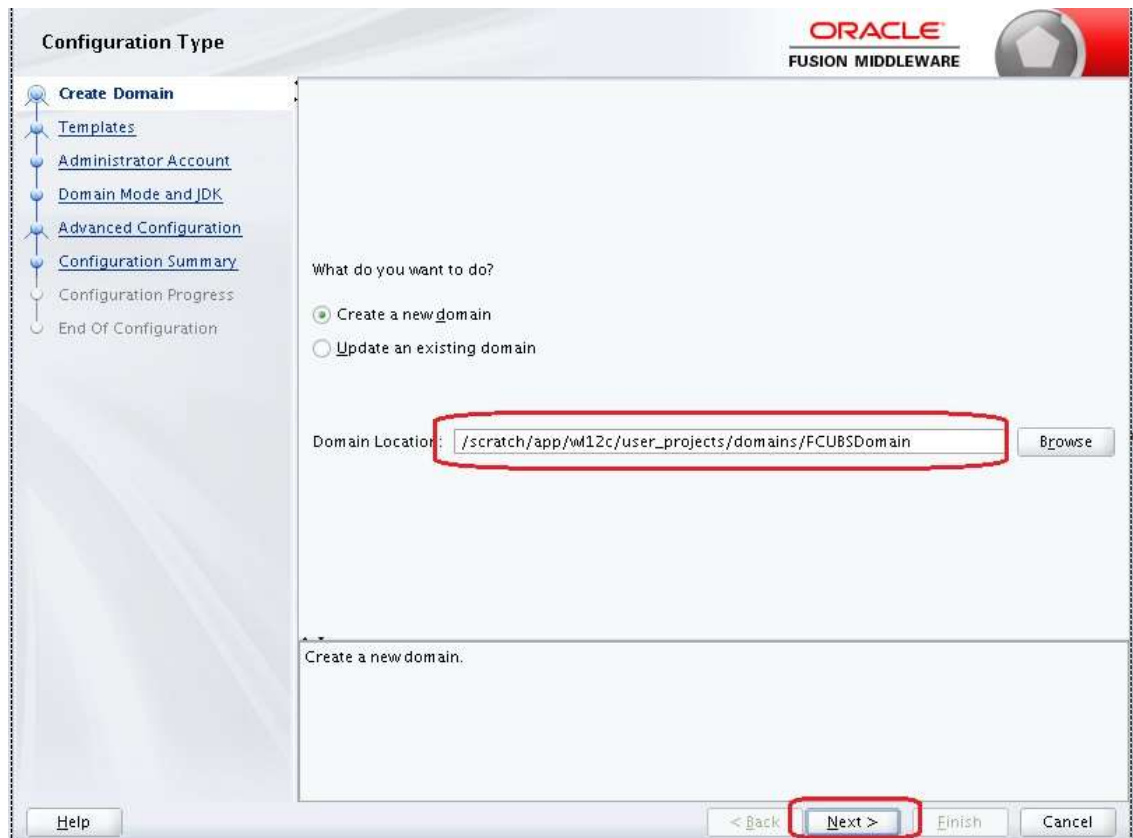 Configuration Type
ORACLE
FUSION MIDDLEWARE
Create Domain
Templates
Administrator Account
Domain Mode and JDK
Advanced Configuration
Configuration Summary
Configuration Progress
End Of Configuration
What do you want to do?
Create a new domain
Update an existing domain
Domain Location: /scratch/app/wl12c/user_projects/domains/FCUBSDomain Browse
Create a new domain.
Help < Back Next > Finish Cancel